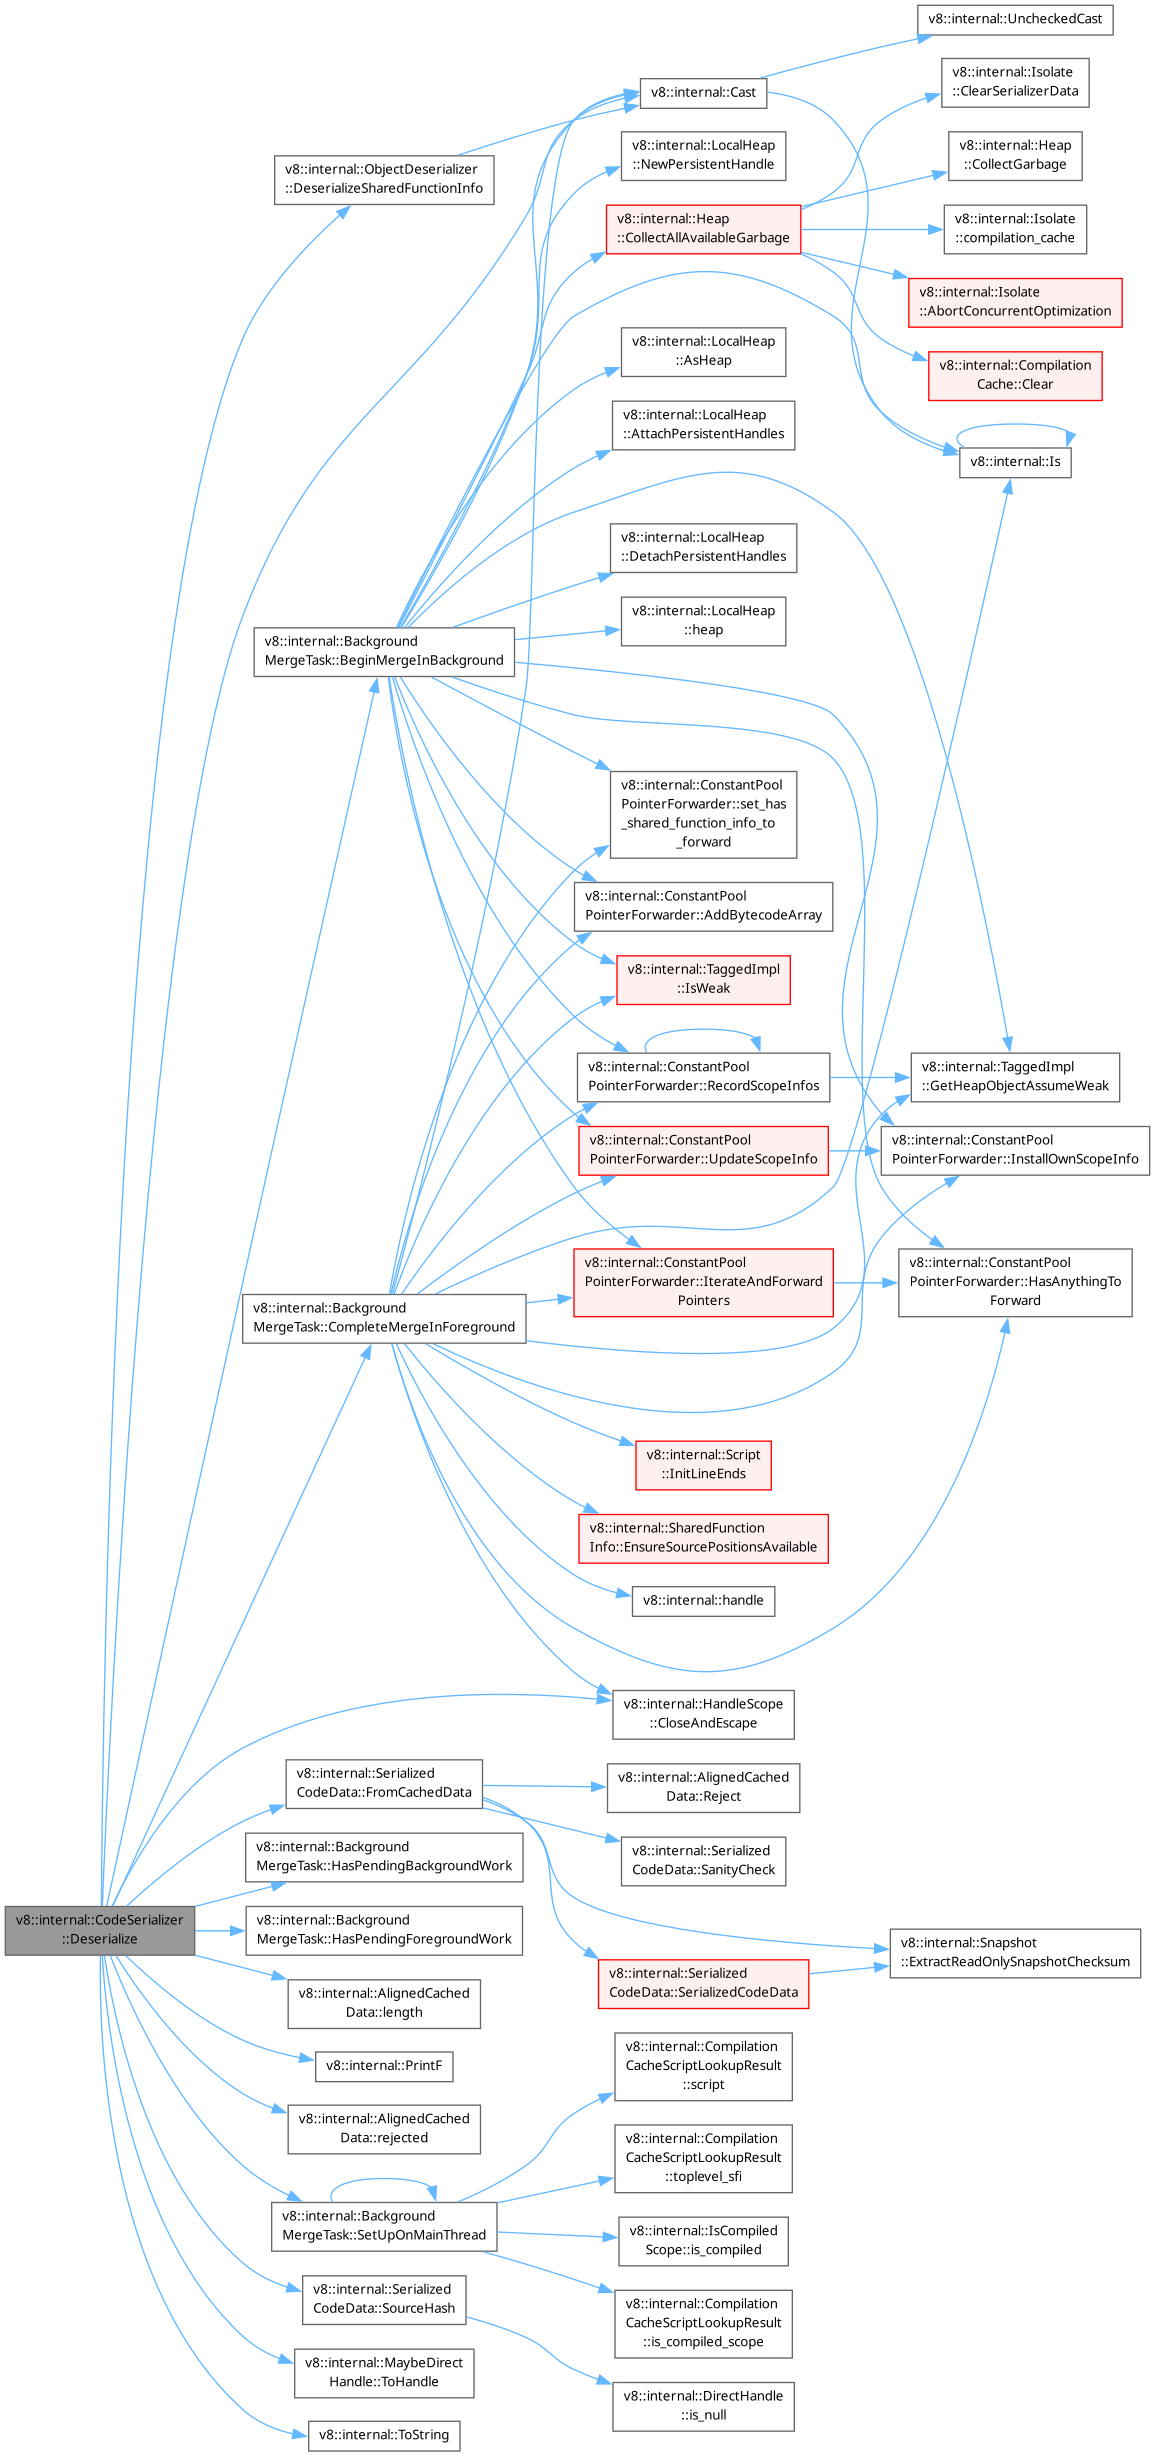 v8::internal::UncheckedCast
v8::internal::Isolate
::ClearSerializerData
v8::internal::Cast
v8::internal::LocalHeap
::NewPersistentHandle
v8::internal::Heap
::CollectGarbage
v8::internal::ObjectDeserializer
::DeserializeSharedFunctionInfo
v8::internal::Heap
::CollectAllAvailableGarbage
v8::internal::Isolate
::compilation_cache
v8::internal::Isolate
::AbortConcurrentOptimization
v8::internal::LocalHeap
::AsHeap
v8::internal::Compilation
Cache::Clear
v8::internal::LocalHeap
::AttachPersistentHandles
v8::internal::Is
v8::internal::LocalHeap
::DetachPersistentHandles
v8::internal::LocalHeap
::heap
v8::internal::Background
MergeTask::BeginMergeInBackground
v8::internal::ConstantPool
PointerForwarder::set_has
_shared_function_info_to
_forward
v8::internal::ConstantPool
PointerForwarder::AddBytecodeArray
v8::internal::TaggedImpl
::IsWeak
v8::internal::ConstantPool
PointerForwarder::RecordScopeInfos
v8::internal::TaggedImpl
::GetHeapObjectAssumeWeak
v8::internal::ConstantPool
PointerForwarder::UpdateScopeInfo
v8::internal::ConstantPool
PointerForwarder::InstallOwnScopeInfo
v8::internal::ConstantPool
PointerForwarder::IterateAndForward
Pointers
v8::internal::ConstantPool
PointerForwarder::HasAnythingTo
Forward
v8::internal::Background
MergeTask::CompleteMergeInForeground
v8::internal::Script
::InitLineEnds
v8::internal::SharedFunction
Info::EnsureSourcePositionsAvailable
v8::internal::handle
v8::internal::HandleScope
::CloseAndEscape
v8::internal::Serialized
CodeData::FromCachedData
v8::internal::AlignedCached
Data::Reject
v8::internal::Background
MergeTask::HasPendingBackgroundWork
v8::internal::Serialized
CodeData::SanityCheck
v8::internal::CodeSerializer
::Deserialize
v8::internal::Background
MergeTask::HasPendingForegroundWork
v8::internal::Snapshot
::ExtractReadOnlySnapshotChecksum
v8::internal::Serialized
CodeData::SerializedCodeData
v8::internal::AlignedCached
Data::length
v8::internal::PrintF
v8::internal::Compilation
CacheScriptLookupResult
::script
v8::internal::AlignedCached
Data::rejected
v8::internal::Compilation
CacheScriptLookupResult
::toplevel_sfi
v8::internal::Background
MergeTask::SetUpOnMainThread
v8::internal::IsCompiled
Scope::is_compiled
v8::internal::Serialized
CodeData::SourceHash
v8::internal::Compilation
CacheScriptLookupResult
::is_compiled_scope
v8::internal::MaybeDirect
Handle::ToHandle
v8::internal::DirectHandle
::is_null
v8::internal::ToString